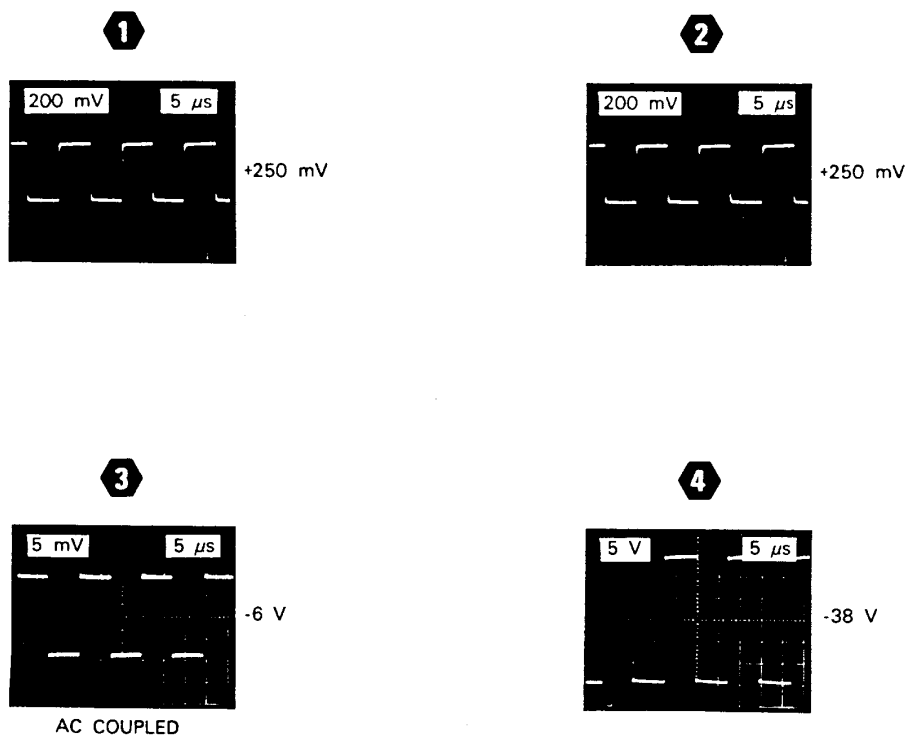 1
2
200 mV 5 μs
+250 mV
200 mV 5 μs
+250 mV
3
4
5 mV 5 μs
-6 V
5 V 5 μs
-38 V
AC COUPLED